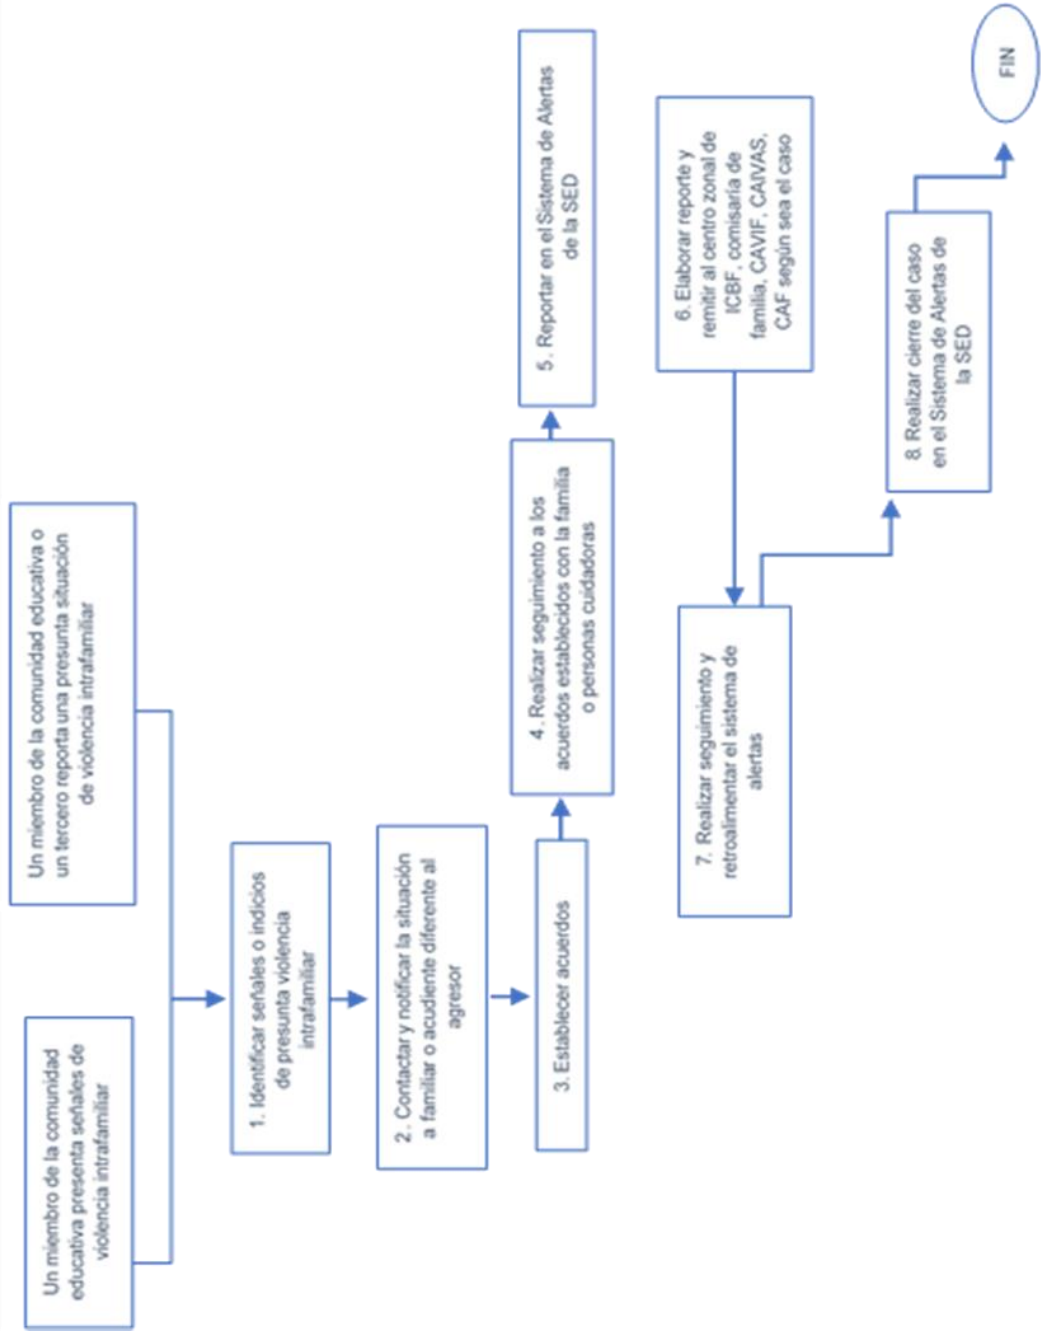 Un miembro de la comunidad
educativa presenta señales de
violencia intrafamiliar
Un miembro de la comunidad educativa o
un tercero reporta una presunta situación
de violencia intrafamiliar
1. Identificar señales o indicios
de presunta violencia
intrafamiliar
2. Contactar y notificar la situación
a familiar o acudiente diferente al
agresor
3. Establecer acuerdos
4. Realizar seguimiento a los
acuerdos establecidos con la familia
o personas cuidadoras
5. Reportar en el Sistema de Alertas
de la SED
6. Elaborar reporte y
remitir al centro zonal de
ICBF, comisaría de
familia, CAVIF, CAIVAS,
CAF según sea el caso
7. Realizar seguimiento y
retroalimentar el sistema de
alertas
8. Realizar cierre del caso
en el Sistema de Alertas de
la SED
FIN